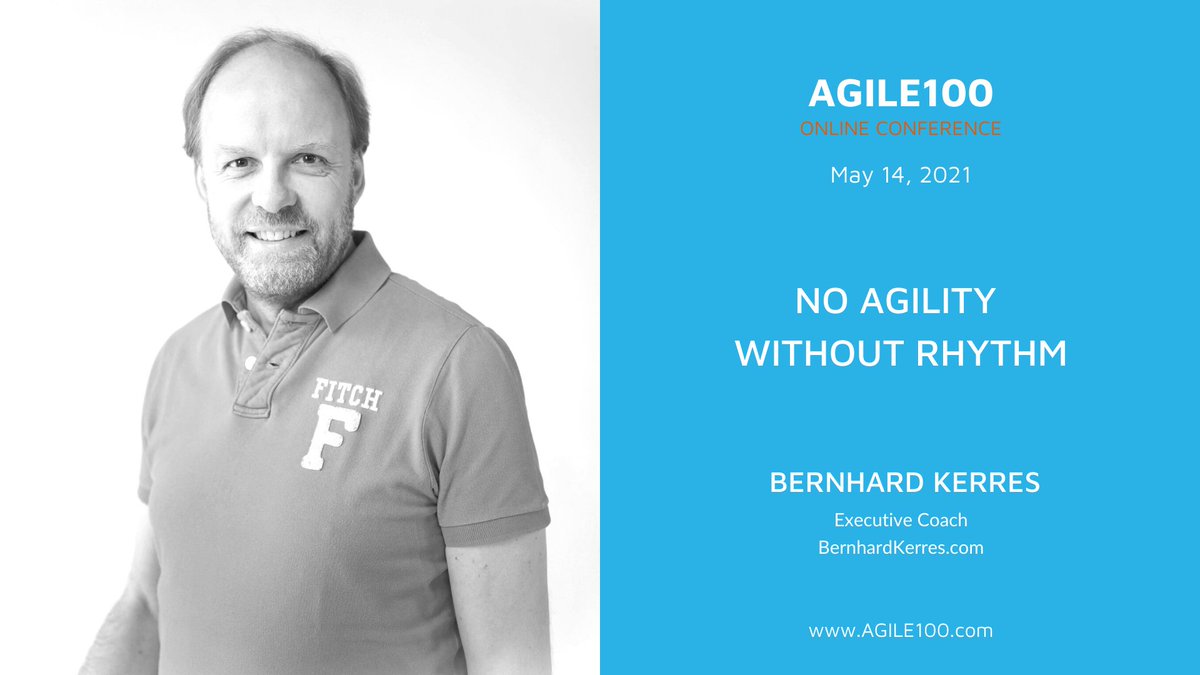 FITCH
F
AGILE100
ONLINE CONFERENCE
May 14, 2021
NO AGILITY
WITHOUT RHYTHM
BERNHARD KERRES
Executive Coach
BernhardKerres.com
www.AGILE100.com